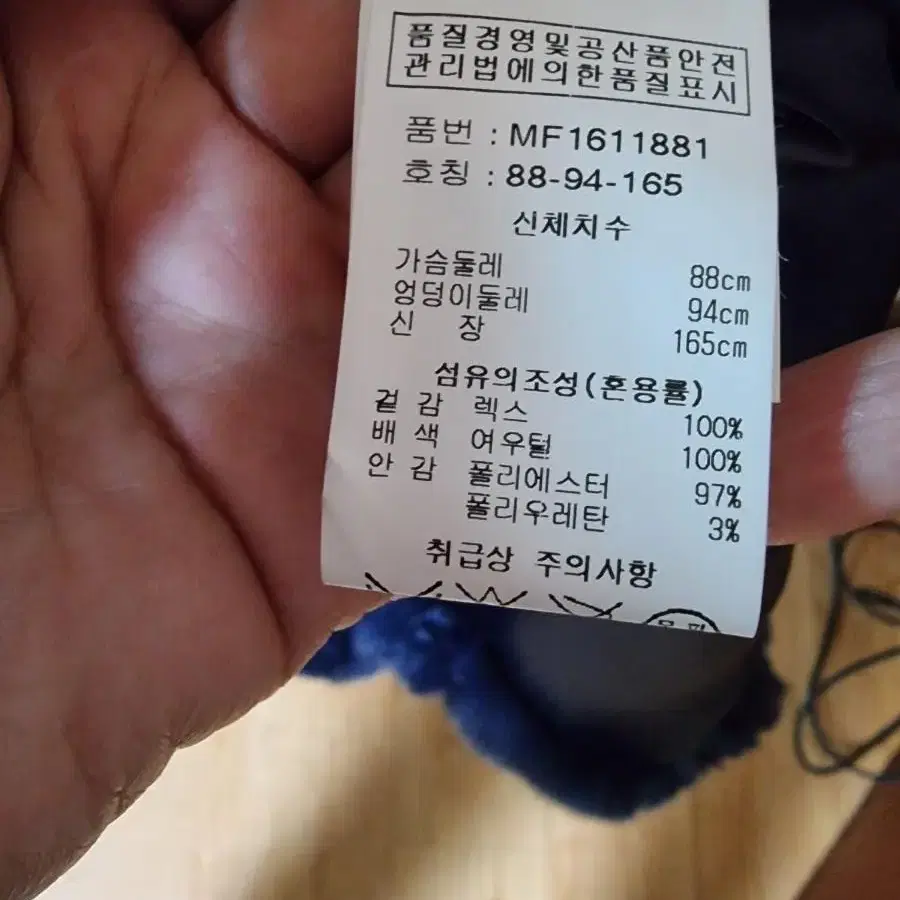 품질경영및공산품안전
관리법에의한품질표시
품번 : MF1611881
호칭 : 88-94-165
신체치수
가슴둘레 88cm
엉덩이둘레 94cm
신 장 165cm
섬유의조성(혼용률)
겉 감 렉스 100%
배 색 여우털 100%
안 감 폴리에스터 97%
폴리우레탄 3%
취급상 주의사항